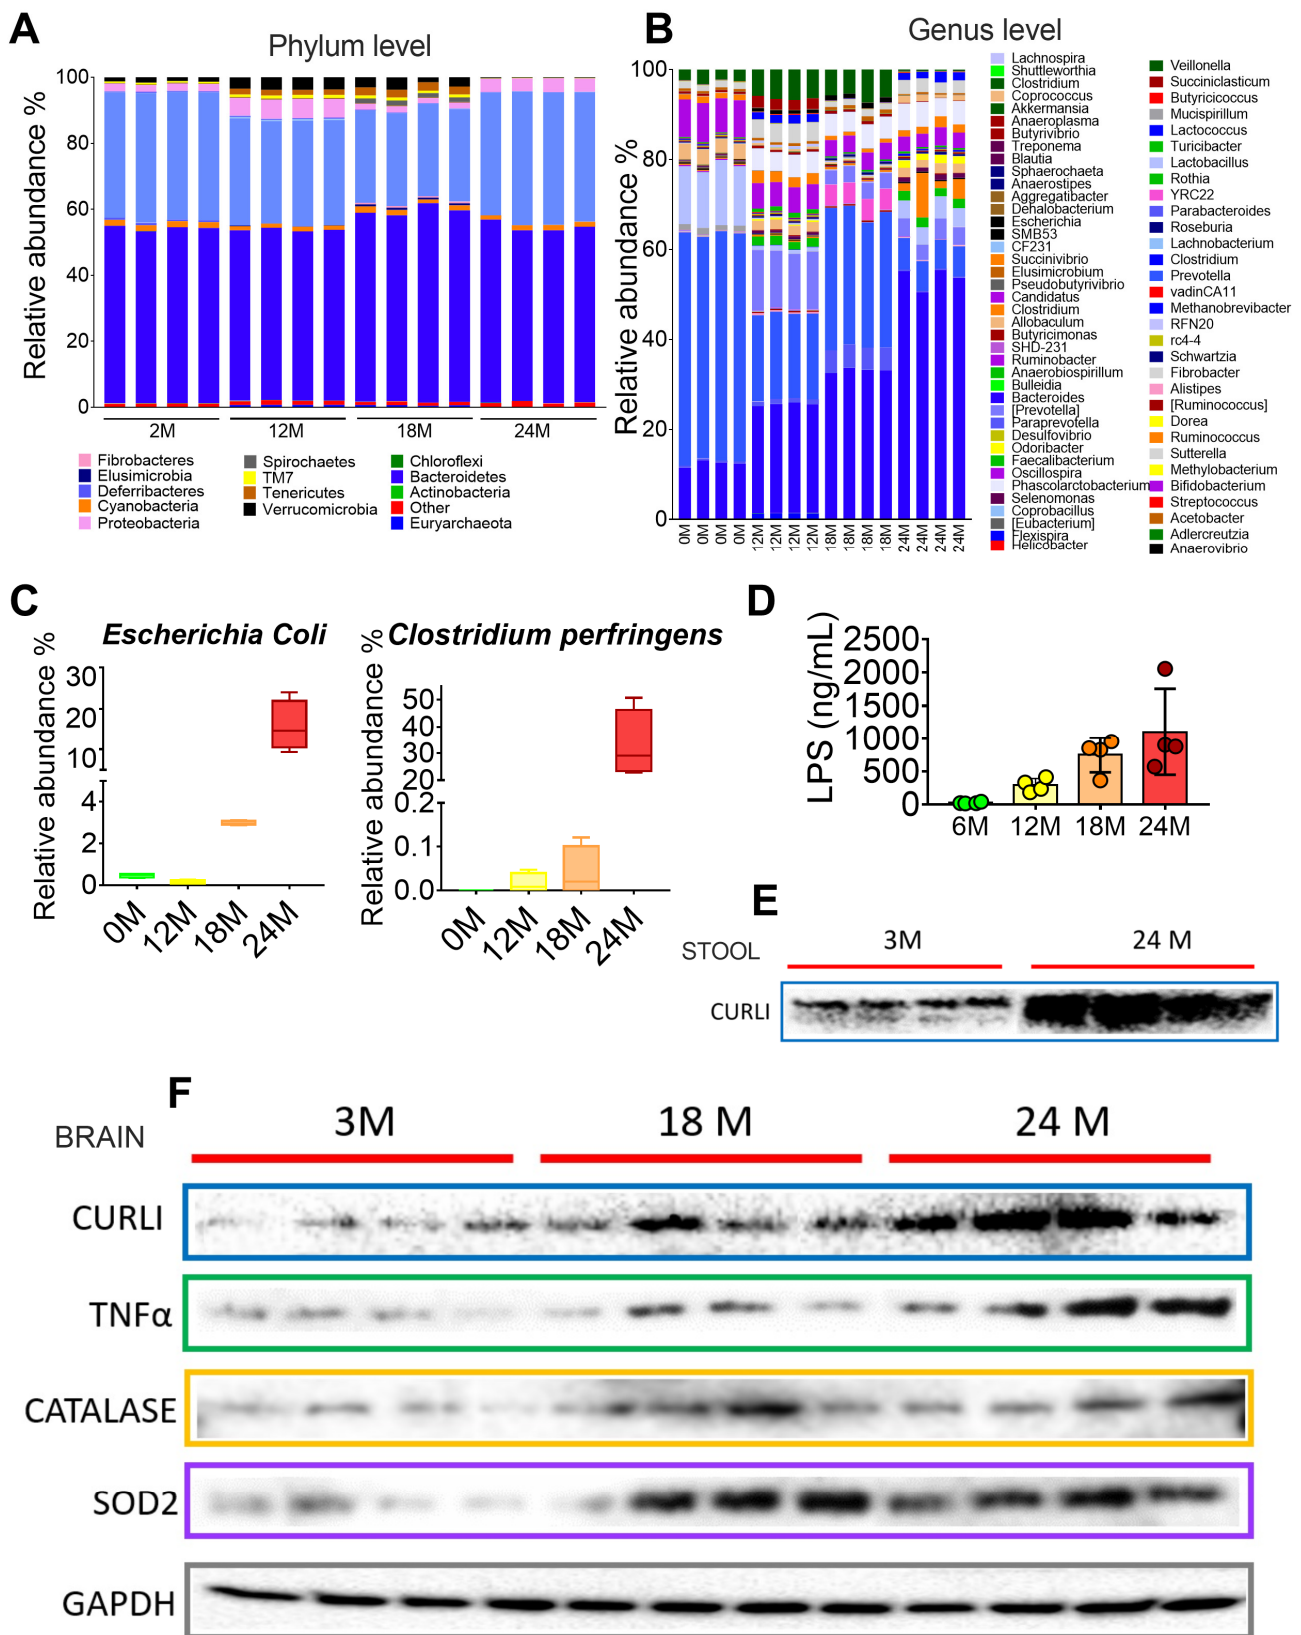 A
Phylum level
Relative abundance %
100
80
60
40
20
0
2M
12M
18M
24M
Fibrobacteres
Elusimicrobia
Deferribacteres
Cyanobacteria
Proteobacteria
Spirochaetes
TM7
Tenericutes
Verrucomicrobia
Chloroflexi
Bacteroidetes
Actinobacteria
Other
Euryarchaeota
B
Genus level
Relative abundance %
100
80
60
40
20
0
0M
0M
0M
0M
12M
12M
12M
12M
18M
18M
18M
18M
24M
24M
24M
24M
Lachnospira
Shuttleworthia
Clostridium
Coprococcus
Akkermansia
Anaeroplasma
Butyrivibrio
Treponema
Blautia
Sphaerochaeta
Anaerostipes
Aggregatibacter
Dehalobacterium
Escherichia
SMB53
CF231
Succinivibrio
Elusimicrobium
Pseudobutyrivibrio
Candidatus
Clostridium
Allobaculum
Butyricimonas
SHD-231
Ruminobacter
Anaerobiospirillum
Bulleidia
Bacteroides
[Prevotella]
Paraprevotella
Desulfovibrio
Odoribacter
Faecalibacterium
Oscillospira
Phascolarctobacterium
Selenomonas
Coprobacillus
[Eubacterium]
Flexispira
Helicobacter
Veillonella
Succiniclasticum
Butyricicoccus
Mucispirillum
Lactococcus
Turicibacter
Lactobacillus
Rothia
YRC22
Parabacteroides
Roseburia
Lachnobacterium
Clostridium
Prevotella
vadinCA11
Methanobrevibacter
RFN20
rc4-4
Schwartzia
Fibrobacter
Alistipes
[Ruminococcus]
Dorea
Ruminococcus
Sutterella
Methylobacterium
Bifidobacterium
Streptococcus
Acetobacter
Adlercreutzia
Anaerovibrio
C
Escherichia Coli
Relative abundance %
30
20
10
4
2
0
0M
12M
18M
24M
Clostridium perfringens
Relative abundance %
50
40
30
20
0.2
0.1
0.0
0M
12M
18M
24M
D
LPS (ng/mL)
2500
2000
1500
1000
500
0
6M
12M
18M
24M
E
STOOL
3M
24 M
CURLI
F
BRAIN
3M
18 M
24 M
CURLI
TNFα
CATALASE
SOD2
GAPDH